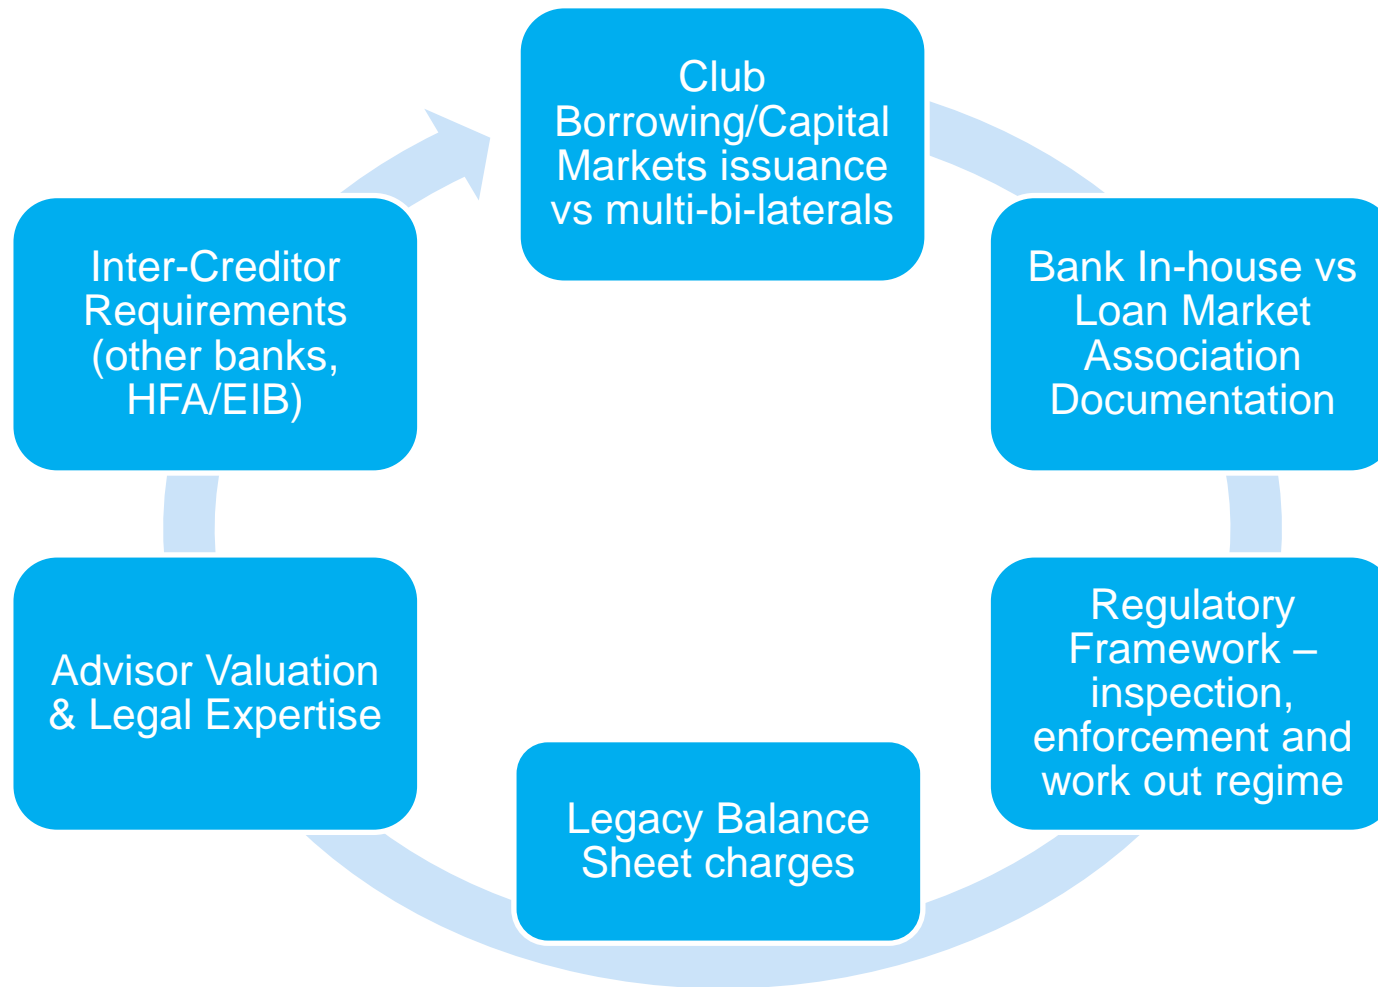 Club
Borrowing/Capital
Markets issuance
vs multi-bi-laterals
Bank In-house vs
Loan Market
Association
Documentation
Regulatory
Framework –
inspection,
enforcement and
work out regime
Legacy Balance
Sheet charges
Advisor Valuation
& Legal Expertise
Inter-Creditor
Requirements
(other banks,
HFA/EIB)